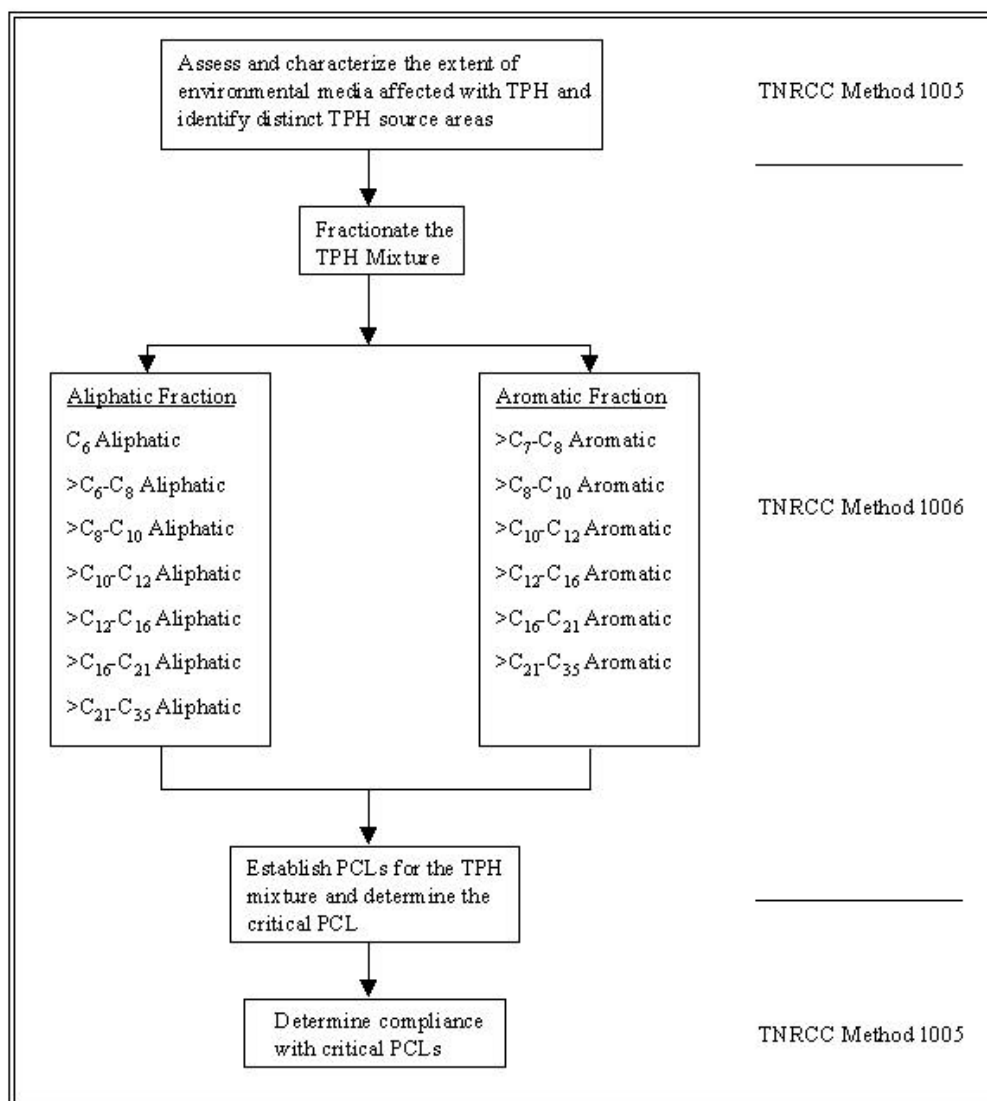 Assess and characterize the extent of
environmental media affected with TPH and
identify distinct TPH source areas
TNRCC Method 1005
Fractionate the
TPH Mixture
Aliphatic Fraction
C₆ Aliphatic
>C₆-C₈ Aliphatic
>C₈-C₁₀ Aliphatic
>C₁₀-C₁₂ Aliphatic
>C₁₂-C₁₆ Aliphatic
>C₁₆-C₂₁ Aliphatic
>C₂₁-C₃₅ Aliphatic
Aromatic Fraction
>C₇-C₈ Aromatic
>C₈-C₁₀ Aromatic
>C₁₀-C₁₂ Aromatic
>C₁₂-C₁₆ Aromatic
>C₁₆-C₂₁ Aromatic
>C₂₁-C₃₅ Aromatic
TNRCC Method 1006
Establish PCLs for the TPH
mixture and determine the
critical PCL
Determine compliance
with critical PCLs
TNRCC Method 1005